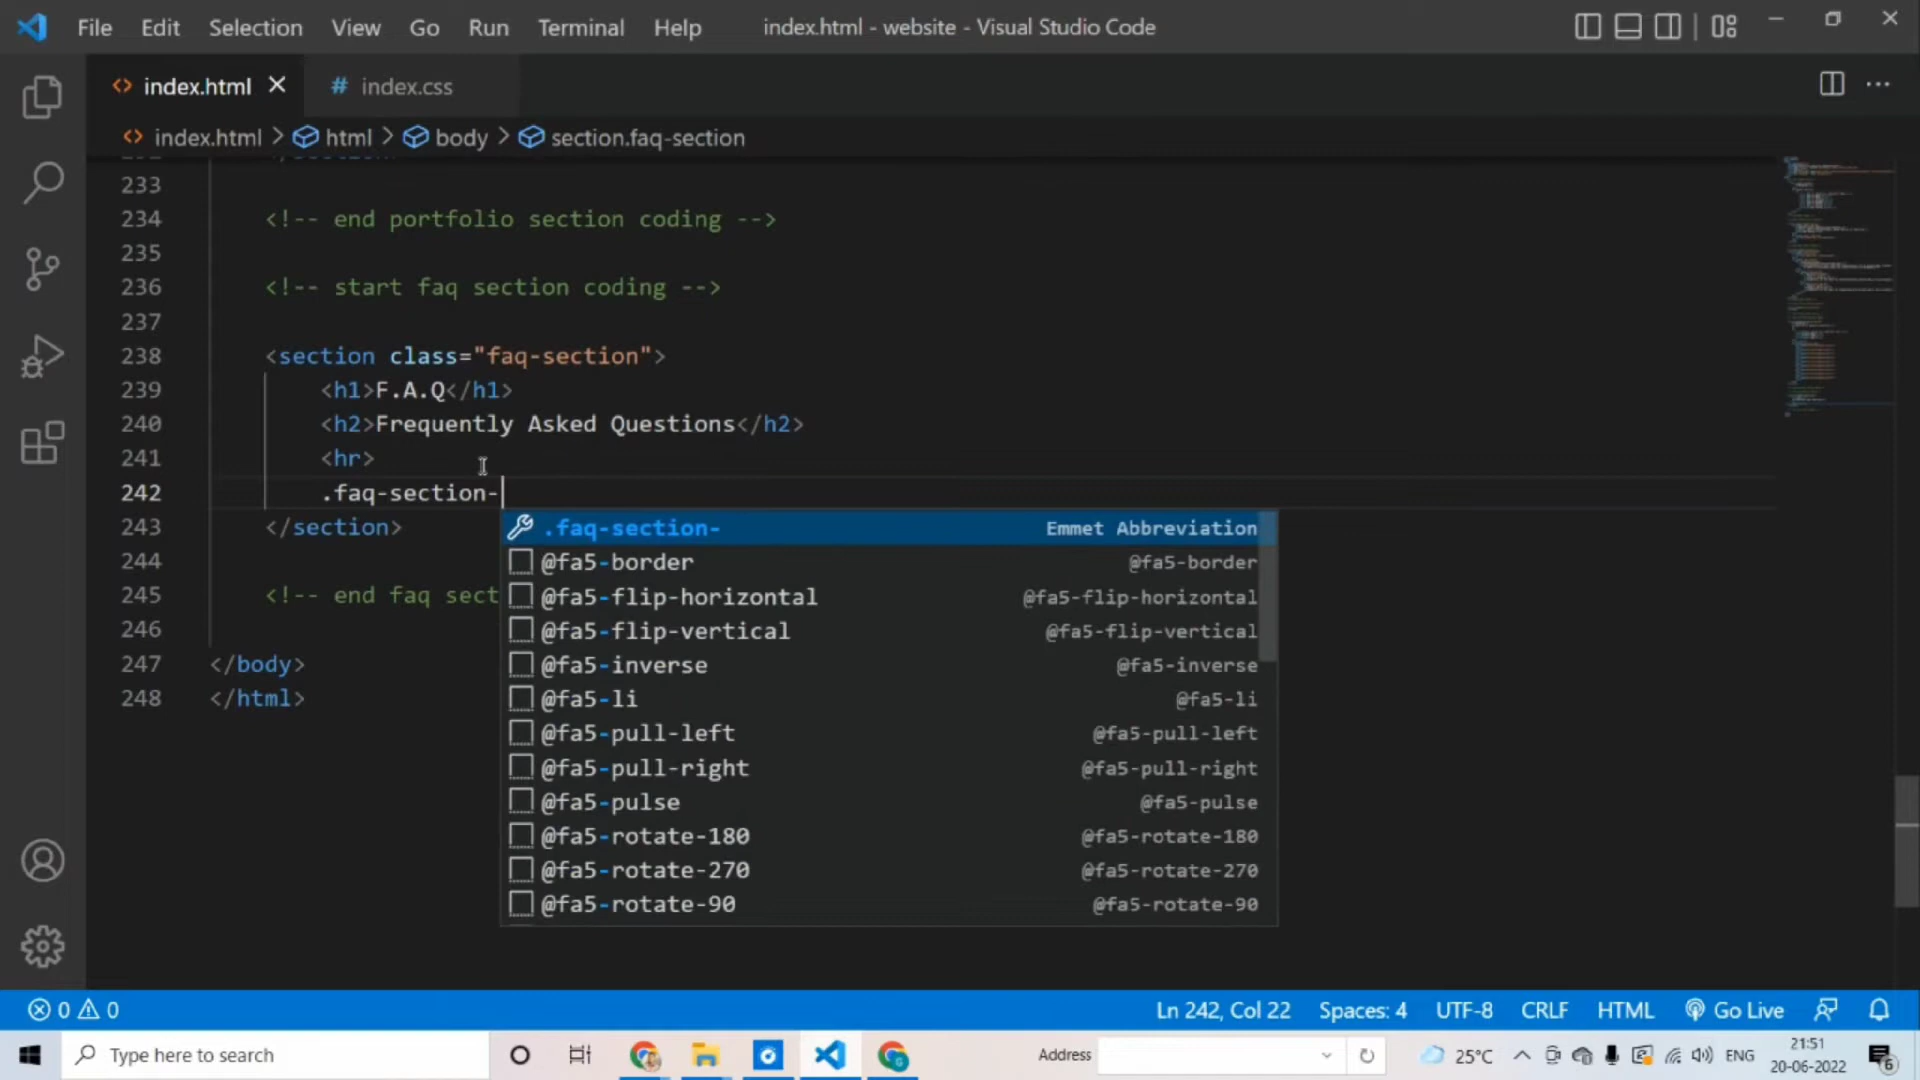 File Edit Selection View Go Run Terminal Help index.html - website - Visual Studio Code
index.html # index.css
index.html > html > body > section.faq-section
233
234 <!-- end portfolio section coding -->
235
236 <!-- start faq section coding -->
237
238 <section class="faq-section">
239 <h1>F.A.Q</h1>
240 <h2>Frequently Asked Questions</h2>
241 <hr>
242 .faq-section-
243 </section>
.faq-section- Emmet Abbreviation
244
@fa5-border @fa5-border
245 <!-- end faq sect
@fa5-flip-horizontal @fa5-flip-horizontal
246
@fa5-flip-vertical @fa5-flip-vertical
247 </body>
@fa5-inverse @fa5-inverse
248 </html>
@fa5-li @fa5-li
@fa5-pull-left @fa5-pull-left
@fa5-pull-right @fa5-pull-right
@fa5-pulse @fa5-pulse
@fa5-rotate-180 @fa5-rotate-180
@fa5-rotate-270 @fa5-rotate-270
@fa5-rotate-90 @fa5-rotate-90
0 0 Ln 242, Col 22 Spaces: 4 UTF-8 CRLF HTML Go Live
Type here to search Address 25°C ENG 21:51
20-06-2022 6